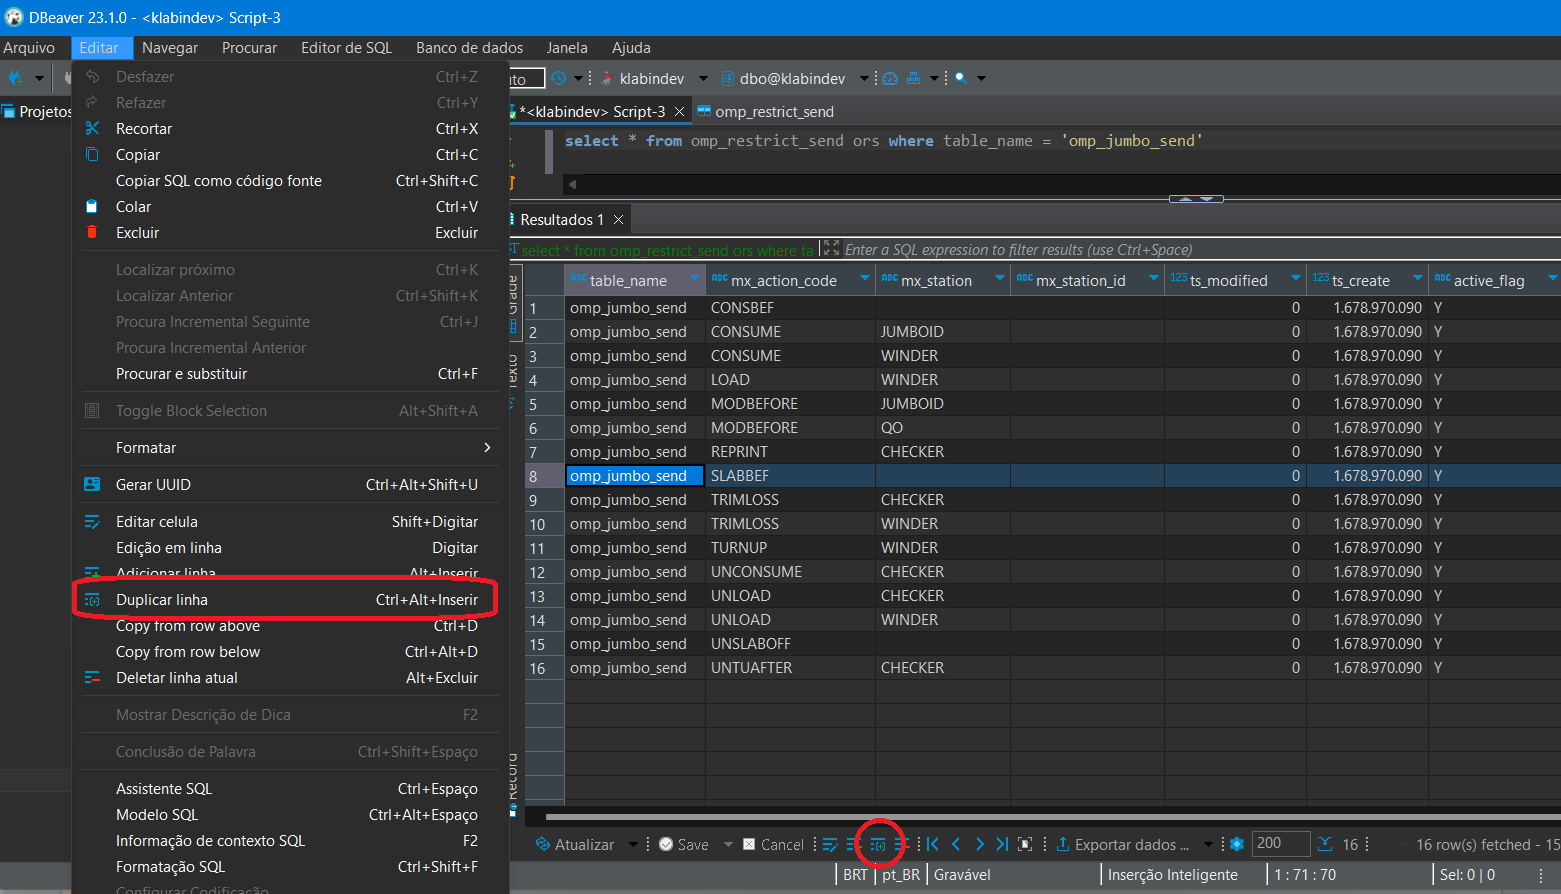 DBeaver 23.1.0 - <klabindev> Script-3
Arquivo Editar Navegar Procurar Editor de SQL Banco de dados Janela Ajuda
klabindev dbo@klabindev
Projetos
*<klabindev> Script-3 omp_restrict_send
select * from omp_restrict_send ors where table_name = 'omp_jumbo_send'
Desfazer Ctrl+Z
Refazer Ctrl+Y
Recortar Ctrl+X
Copiar Ctrl+C
Copiar SQL como código fonte Ctrl+Shift+C
Colar Ctrl+V
Excluir Excluir
Localizar próximo Ctrl+K
Localizar Anterior Ctrl+Shift+K
Procura Incremental Seguinte Ctrl+J
Procura Incremental Anterior
Procurar e substituir Ctrl+F
Toggle Block Selection Alt+Shift+A
Formatar
Gerar UUID Ctrl+Alt+Shift+U
Editar celula Shift+Digitar
Edição em linha Digitar
Adicionar linha Alt+Inserir
Duplicar linha Ctrl+Alt+Inserir
Copy from row above Ctrl+D
Copy from row below Ctrl+Alt+D
Deletar linha atual Alt+Excluir
Mostrar Descrição de Dica F2
Conclusão de Palavra Ctrl+Shift+Espaço
Assistente SQL Ctrl+Espaço
Modelo SQL Ctrl+Alt+Espaço
Informação de contexto SQL F2
Formatação SQL Ctrl+Shift+F
Configurar Codificação
Resultados 1
select * from omp_restrict_send ors where ta Enter a SQL expression to filter results (use Ctrl+Space)
Grade
Texto
Record
ABC table_name ABC mx_action_code ABC mx_station ABC mx_station_id 123 ts_modified 123 ts_create ABC active_flag
1 omp_jumbo_send CONSBEF 0 1.678.970.090 Y
2 omp_jumbo_send CONSUME JUMBOID 0 1.678.970.090 Y
3 omp_jumbo_send CONSUME WINDER 0 1.678.970.090 Y
4 omp_jumbo_send LOAD WINDER 0 1.678.970.090 Y
5 omp_jumbo_send MODBEFORE JUMBOID 0 1.678.970.090 Y
6 omp_jumbo_send MODBEFORE QO 0 1.678.970.090 Y
7 omp_jumbo_send REPRINT CHECKER 0 1.678.970.090 Y
8 omp_jumbo_send SLABBEF 0 1.678.970.090 Y
9 omp_jumbo_send TRIMLOSS CHECKER 0 1.678.970.090 Y
10 omp_jumbo_send TRIMLOSS WINDER 0 1.678.970.090 Y
11 omp_jumbo_send TURNUP WINDER 0 1.678.970.090 Y
12 omp_jumbo_send UNCONSUME CHECKER 0 1.678.970.090 Y
13 omp_jumbo_send UNLOAD CHECKER 0 1.678.970.090 Y
14 omp_jumbo_send UNLOAD WINDER 0 1.678.970.090 Y
15 omp_jumbo_send UNSLABOFF 0 1.678.970.090 Y
16 omp_jumbo_send UNTUAFTER CHECKER 0 1.678.970.090 Y
Atualizar Save Cancel Exportar dados ... 200 16 16 row(s) fetched - 15
BRT pt_BR Gravável Inserção Inteligente 1 : 71 : 70 Sel: 0 | 0